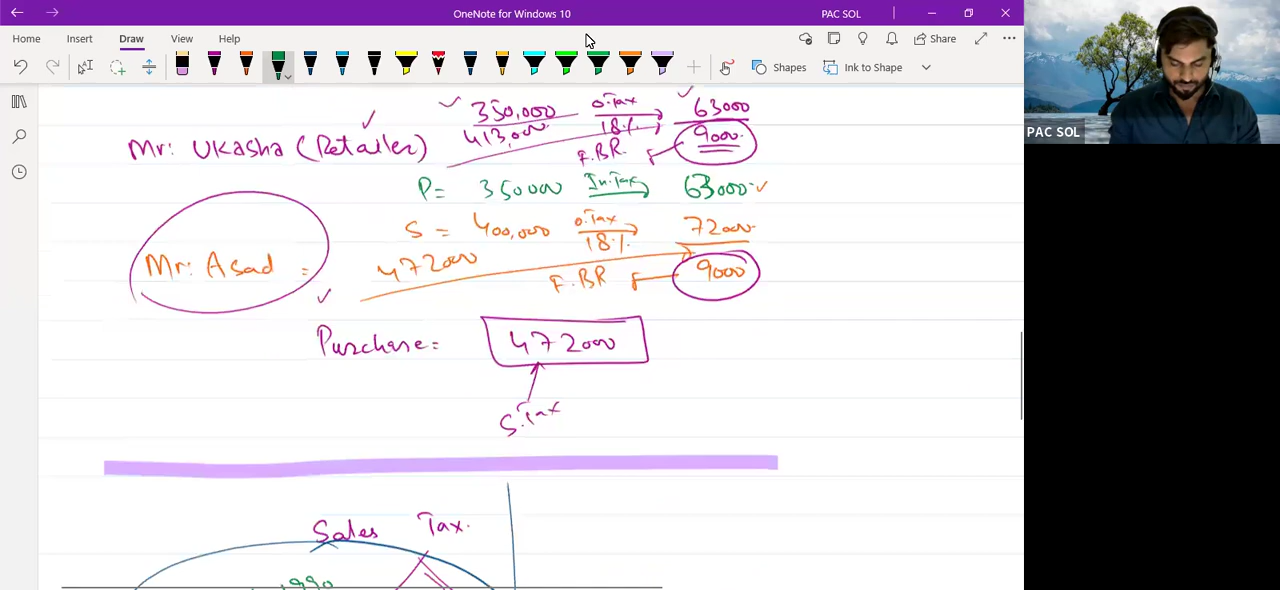 OneNote for Windows 10
PAC SOL
Home Insert Draw View Help
Share
Shapes
Ink to Shape
350,000 O.Tax 63000
413,000 18% 9000
Mr: Ukasha (Retailer)
F.BR
P= 350000 In.Tax 63000
S = 400,000 O.Tax 72000
18%
Mr: Asad = 472000
F.BR 9000
Purchase= 472000
S.Tax
Sales Tax.
1990
PAC SOL